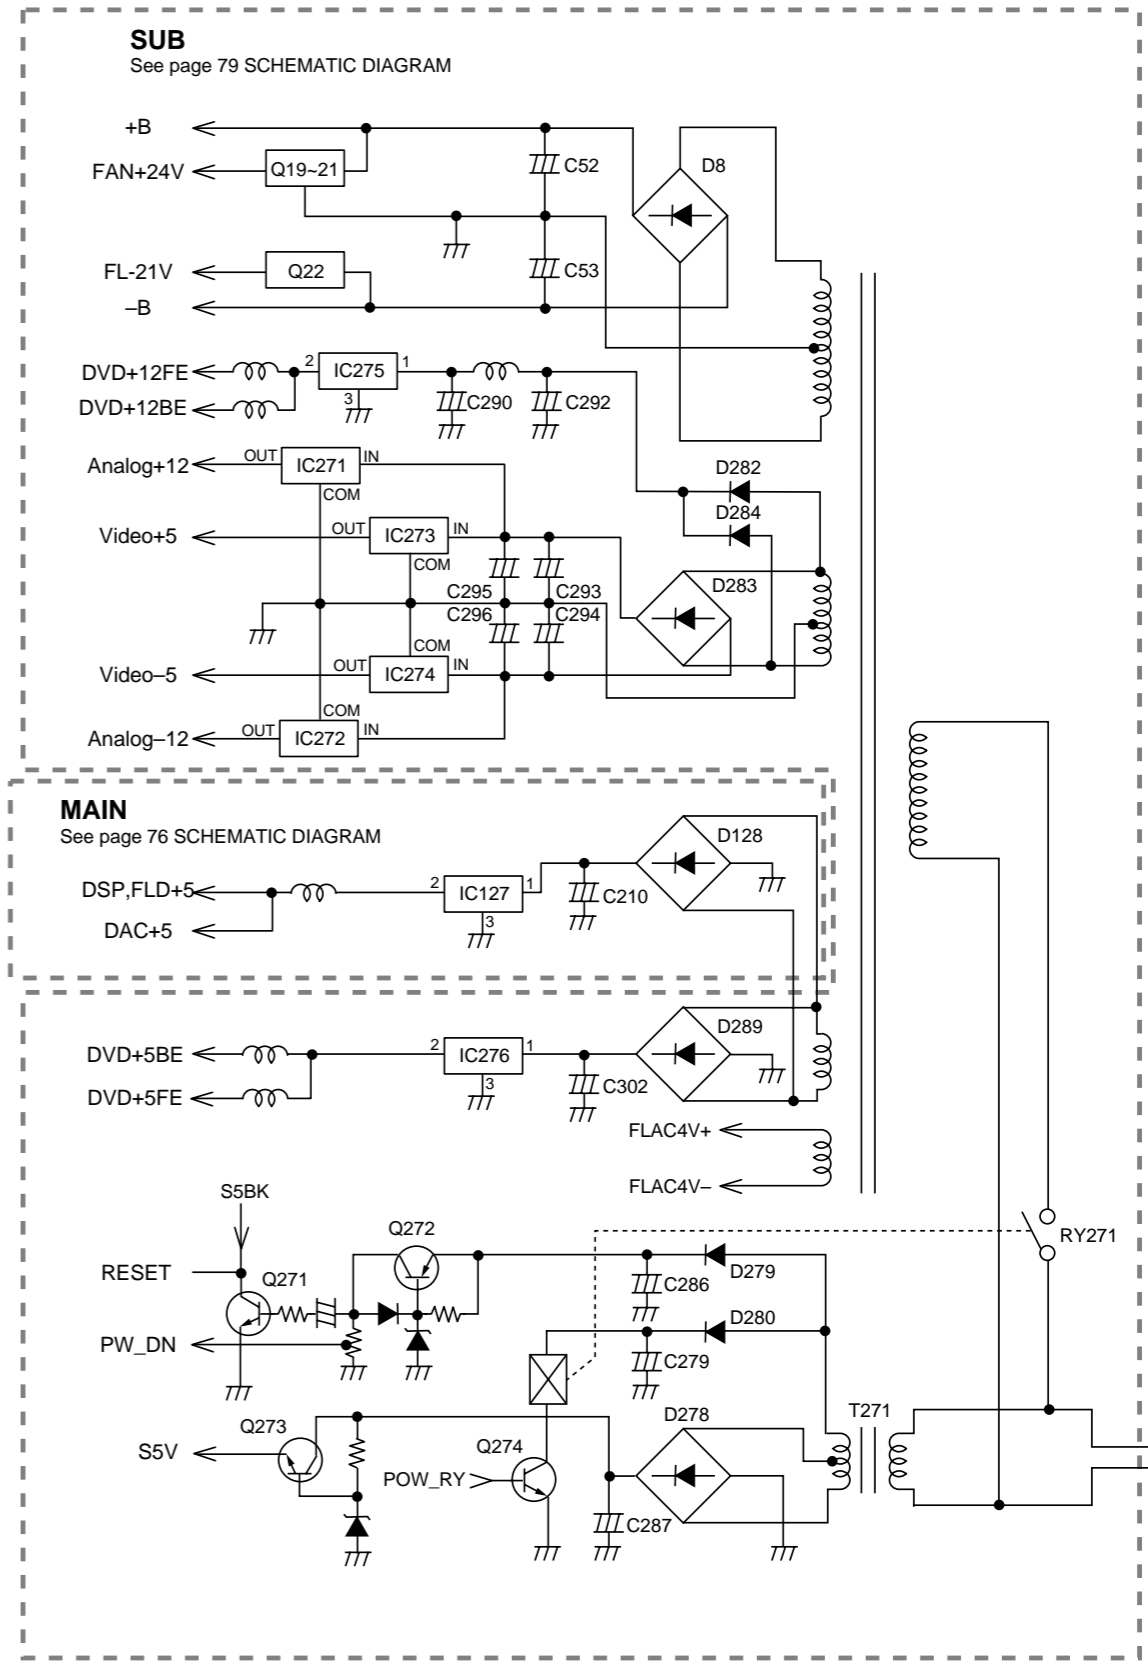 SUB
See page 79 SCHEMATIC DIAGRAM
+B
FAN+24V
Q19~21
C52
D8
FL-21V
Q22
C53
–B
DVD+12FE
2
IC275
1
3
DVD+12BE
C290
C292
Analog+12
OUT
IC271
IN
COM
D282
D284
Video+5
OUT
IC273
IN
COM
C295
C293
D283
C296
C294
COM
Video–5
OUT
IC274
IN
COM
Analog–12
OUT
IC272
IN
MAIN
See page 76 SCHEMATIC DIAGRAM
D128
DSP,FLD+5
2
IC127
1
3
C210
DAC+5
D289
DVD+5BE
2
IC276
1
3
C302
DVD+5FE
FLAC4V+
FLAC4V–
S5BK
Q272
RY271
RESET
Q271
C286
D279
D280
PW_DN
C279
D278
T271
Q273
S5V
Q274
POW_RY
C287